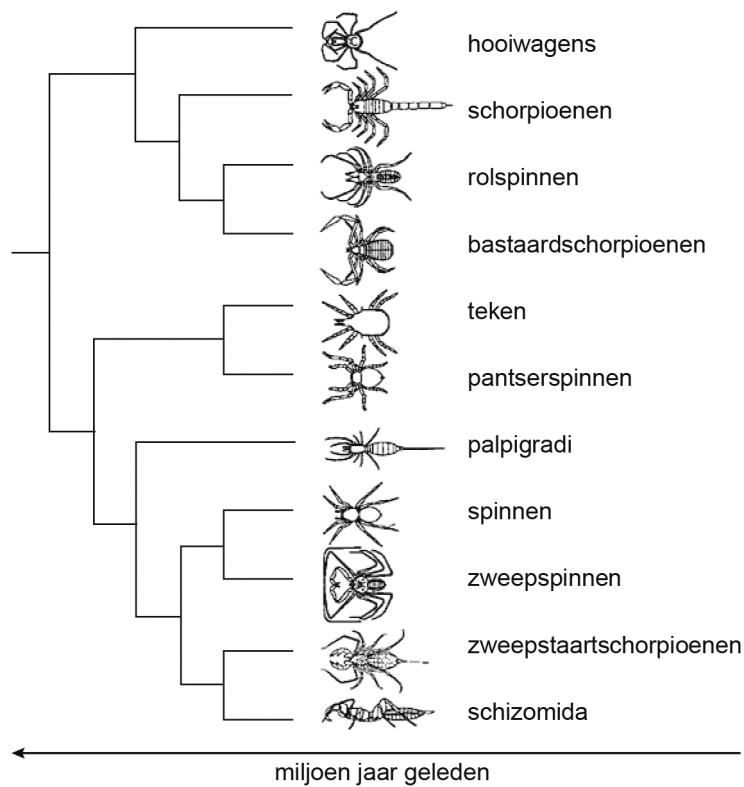 hooiwagens
schorpioenen
rolspinnen
bastaardschorpioenen
teken
pantserspinnen
palpigradi
spinnen
zweepspinnen
zweepstaartschorpioenen
schizomida
miljoen jaar geleden